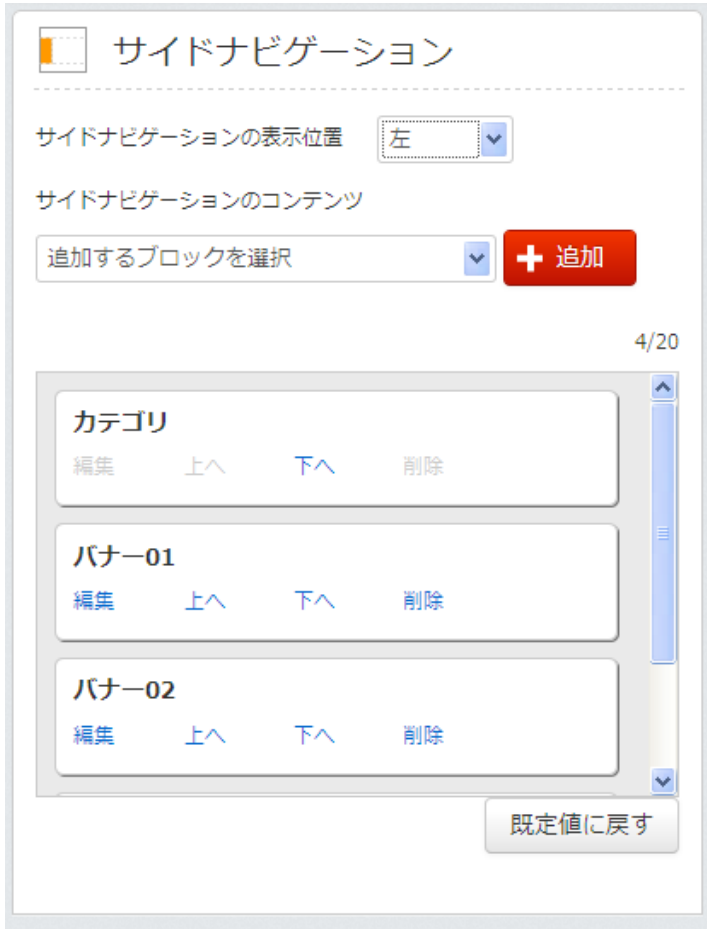 サイドナビゲーション
サイドナビゲーションの表示位置 左
サイドナビゲーションのコンテンツ
追加するブロックを選択 追加
4/20
カテゴリ
編集 上へ 下へ 削除
バナー01
編集 上へ 下へ 削除
バナー02
編集 上へ 下へ 削除
既定値に戻す